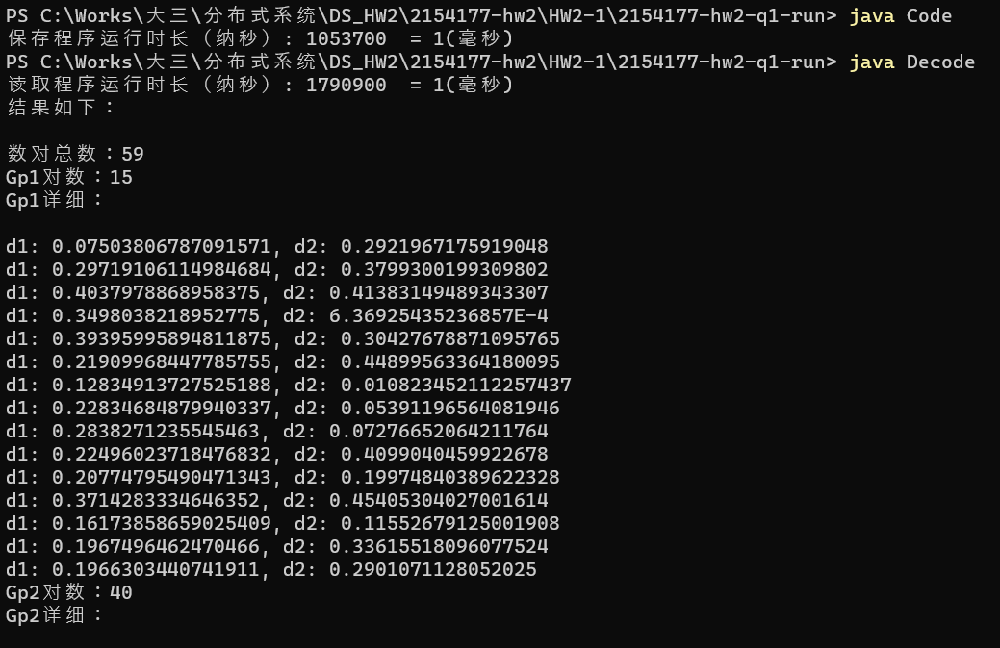 PS C:\Works\大三\分布式系统\DS_HW2\2154177-hw2\HW2-1\2154177-hw2-q1-run> java Code
保存程序运行时长（纳秒）: 1053700  = 1(毫秒)
PS C:\Works\大三\分布式系统\DS_HW2\2154177-hw2\HW2-1\2154177-hw2-q1-run> java Decode
读取程序运行时长（纳秒）: 1790900  = 1(毫秒)
结果如下：
数对总数：59
Gp1对数：15
Gp1详细：
d1: 0.07503806787091571, d2: 0.2921967175919048
d1: 0.29719106114984684, d2: 0.3799300199309802
d1: 0.4037978868958375, d2: 0.41383149489343307
d1: 0.3498038218952775, d2: 6.36925435236857E-4
d1: 0.39395995894811875, d2: 0.30427678871095765
d1: 0.21909968447785755, d2: 0.44899563364180095
d1: 0.12834913727525188, d2: 0.010823452112257437
d1: 0.22834684879940337, d2: 0.05391196564081946
d1: 0.2838271235545463, d2: 0.07276652064211764
d1: 0.22496023718476832, d2: 0.4099040459922678
d1: 0.20774795490471343, d2: 0.19974840389622328
d1: 0.3714283334646352, d2: 0.45405304027001614
d1: 0.16173858659025409, d2: 0.11552679125001908
d1: 0.1967496462470466, d2: 0.33615518096077524
d1: 0.1966303440741911, d2: 0.2901071128052025
Gp2对数：40
Gp2详细：